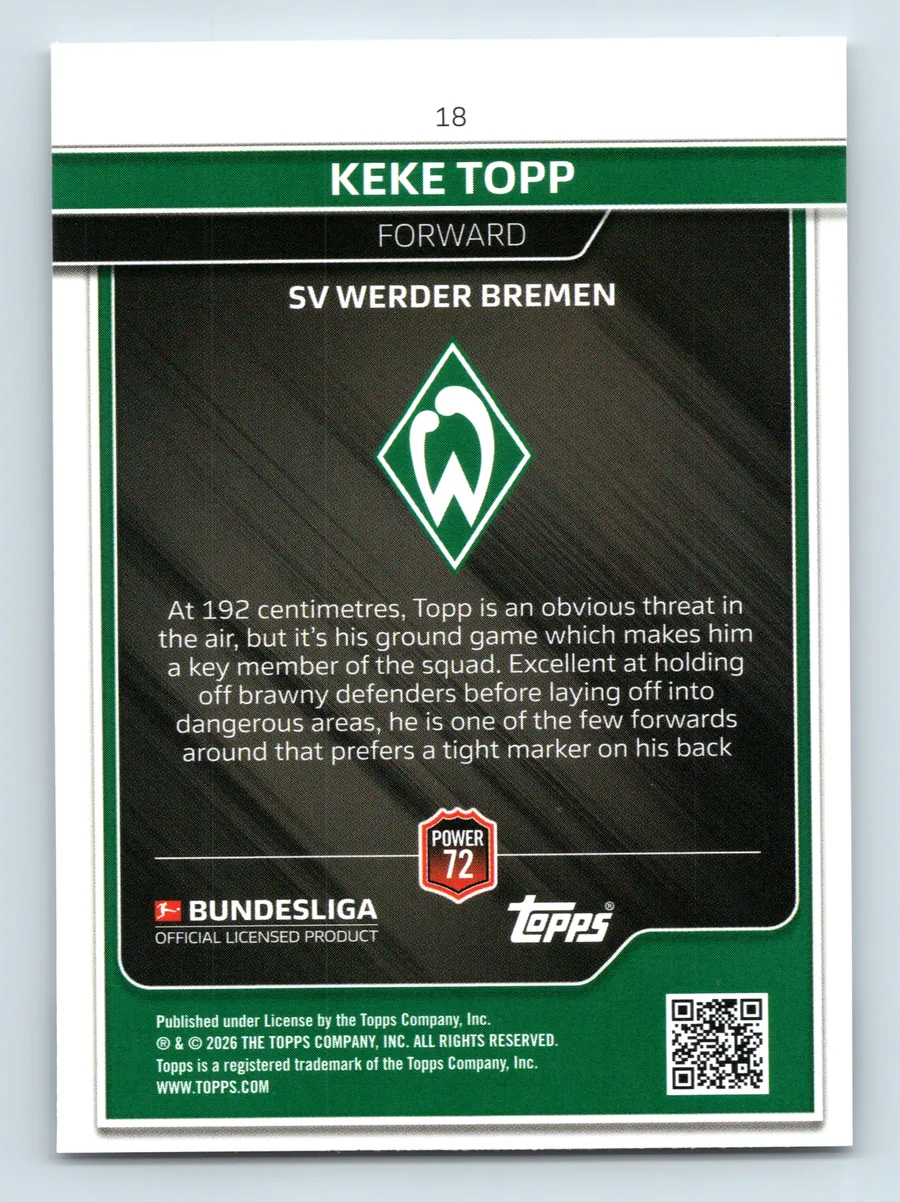 18
KEKE TOPP
FORWARD
SV WERDER BREMEN
W
At 192 centimetres, Topp is an obvious threat in
the air, but it's his ground game which makes him
a key member of the squad. Excellent at holding
off brawny defenders before laying off into
dangerous areas, he is one of the few forwards
around that prefers a tight marker on his back
POWER
72
BUNDESLIGA
OFFICIAL LICENSED PRODUCT
Topps®
Published under License by the Topps Company, Inc.
® & © 2026 THE TOPPS COMPANY, INC. ALL RIGHTS RESERVED.
Topps is a registered trademark of the Topps Company, Inc.
WWW.TOPPS.COM